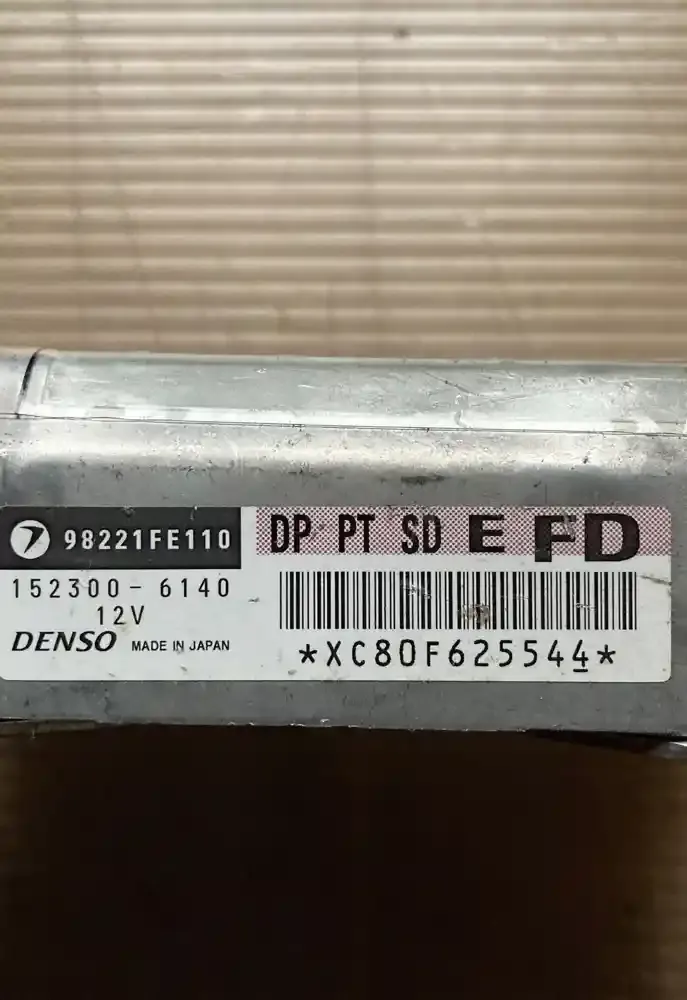 98221FE110
DP PT SD E FD
152300-6140
12V
DENSO MADE IN JAPAN
*XC80F625544*